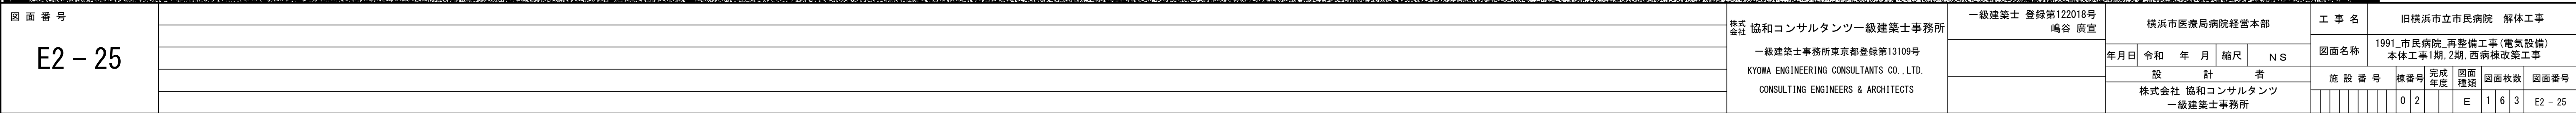 図面番号
E2－25
株式会社 協和コンサルタンツ一級建築士事務所
一級建築士事務所東京都登録第13109号
KYOWA ENGINEERING CONSULTANTS CO.,LTD.
CONSULTING ENGINEERS & ARCHITECTS
一級建築士 登録第122018号
嶋谷 廣宣
横浜市医療局病院経営本部
年月日 令和 年 月 縮尺 NS
設計者
株式会社 協和コンサルタンツ
一級建築士事務所
工事名 旧横浜市立市民病院 解体工事
図面名称 1991_市民病院_再整備工事(電気設備)
本体工事1期,2期,西病棟改築工事
施設番号 棟番号 完成年度 図面種類 図面枚数 図面番号
02 E 163 E2－25